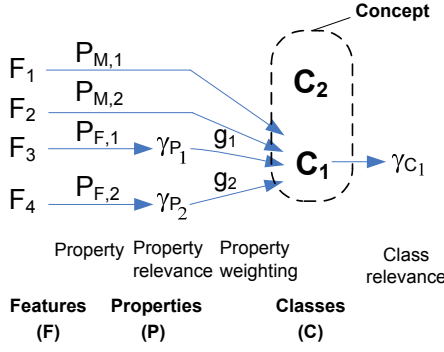 Concept
F1 PM,1 C2
F2 PM,2
F3 PF,1 γP1 g1 C1 γC1
F4 PF,2 γP2 g2
Property Property Property Class
relevance weighting relevance
Features Properties Classes
(F) (P) (C)